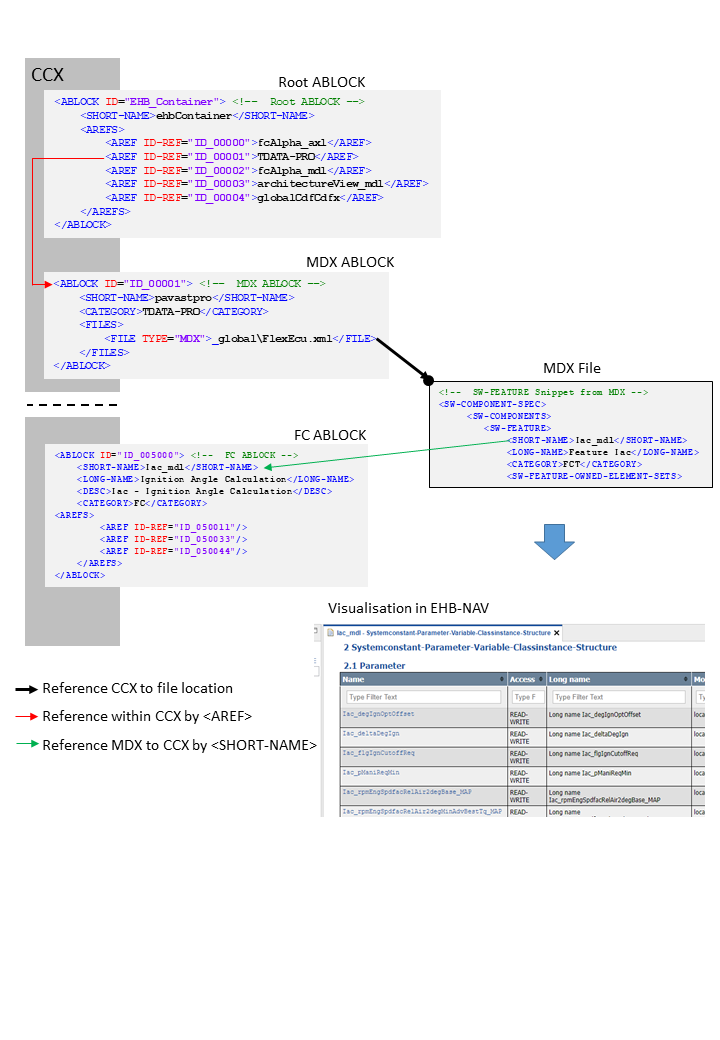 CCX
Root ABLOCK
<ABLOCK ID="EHB_Container"> <!-- Root ABLOCK -->
<SHORT-NAME>ehbContainer</SHORT-NAME>
<AREFS>
<AREF ID-REF="ID_00000">fcAlpha_axl</AREF>
<AREF ID-REF="ID_00001">TDATA-PRO</AREF>
<AREF ID-REF="ID_00002">fcAlpha_mdl</AREF>
<AREF ID-REF="ID_00003">architectureView_mdl</AREF>
<AREF ID-REF="ID_00004">globalCdfCdfx</AREF>
</AREFS>
</ABLOCK>
MDX ABLOCK
<ABLOCK ID="ID_00001"> <!-- MDX ABLOCK -->
<SHORT-NAME>pavastpro</SHORT-NAME>
<CATEGORY>TDATA-PRO</CATEGORY>
<FILES>
<FILE TYPE="MDX">_global\FlexEcu.xml</FILE>
</FILES>
</ABLOCK>
MDX File
<!-- SW-FEATURE Snippet from MDX -->
<SW-COMPONENT-SPEC>
<SW-COMPONENTS>
<SW-FEATURE>
<SHORT-NAME>Iac_mdl</SHORT-NAME>
<LONG-NAME>Feature Iac</LONG-NAME>
<CATEGORY>FCT</CATEGORY>
<SW-FEATURE-OWNED-ELEMENT-SETS>
FC ABLOCK
<ABLOCK ID="ID_005000"> <!-- FC ABLOCK -->
<SHORT-NAME>Iac_mdl</SHORT-NAME>
<LONG-NAME>Ignition Angle Calculation</LONG-NAME>
<DESC>Iac - Ignition Angle Calculation</DESC>
<CATEGORY>FC</CATEGORY>
<AREFS>
<AREF ID-REF="ID_050011"/>
<AREF ID-REF="ID_050033"/>
<AREF ID-REF="ID_050044"/>
</AREFS>
</ABLOCK>
Visualisation in EHB-NAV
Iac_mdl - Systemconstant-Parameter-Variable-Classinstance-Structure
2 Systemconstant-Parameter-Variable-Classinstance-Structure
2.1 Parameter
Name Access Long name Mo
Type Filter Text Type F Type Filter Text Ty
Iac_degIgnOptOffset READ-WRITE Long name Iac_degIgnOptOffset loca
Iac_deltaDegIgn READ-WRITE Long name Iac_deltaDegIgn loca
Iac_flgIgnCutoffReq READ-WRITE Long name Iac_flgIgnCutoffReq loca
Iac_pManiReqMin READ-WRITE Long name Iac_pManiReqMin loca
Iac_rpmEngSpdfacRelAir2degBase_MAP READ-WRITE Long name Iac_rpmEngSpdfacRelAir2degBase_MAP loca
Iac_rpmEngSpdfacRelAir2degMinAdvBestTq_MAP READ- Long name loca
Reference CCX to file location
Reference within CCX by <AREF>
Reference MDX to CCX by <SHORT-NAME>